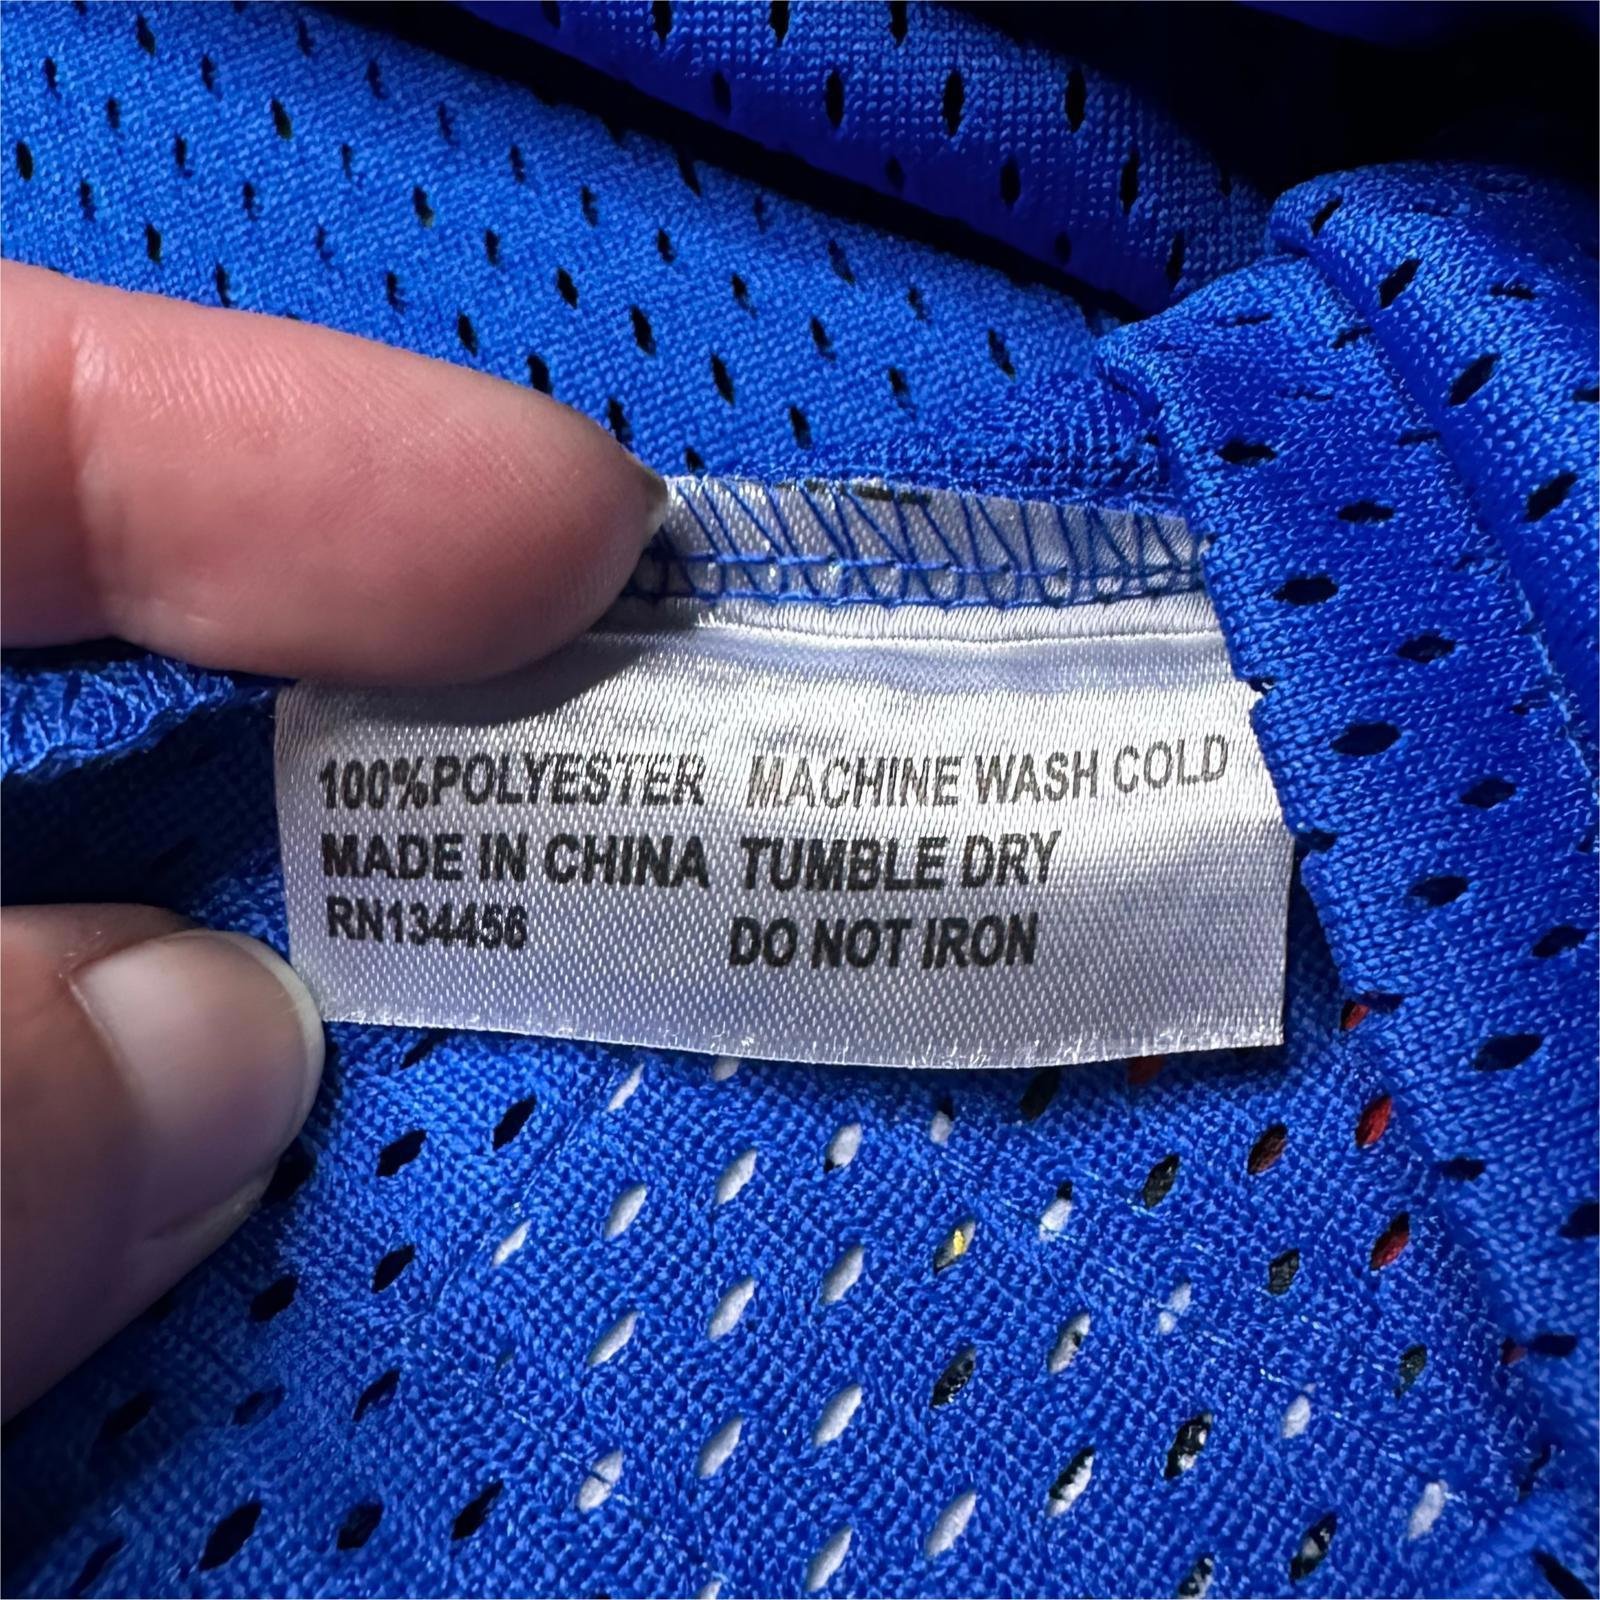 100%POLYESTER MACHINE WASH COLD
MADE IN CHINA TUMBLE DRY
RN134456 DO NOT IRON